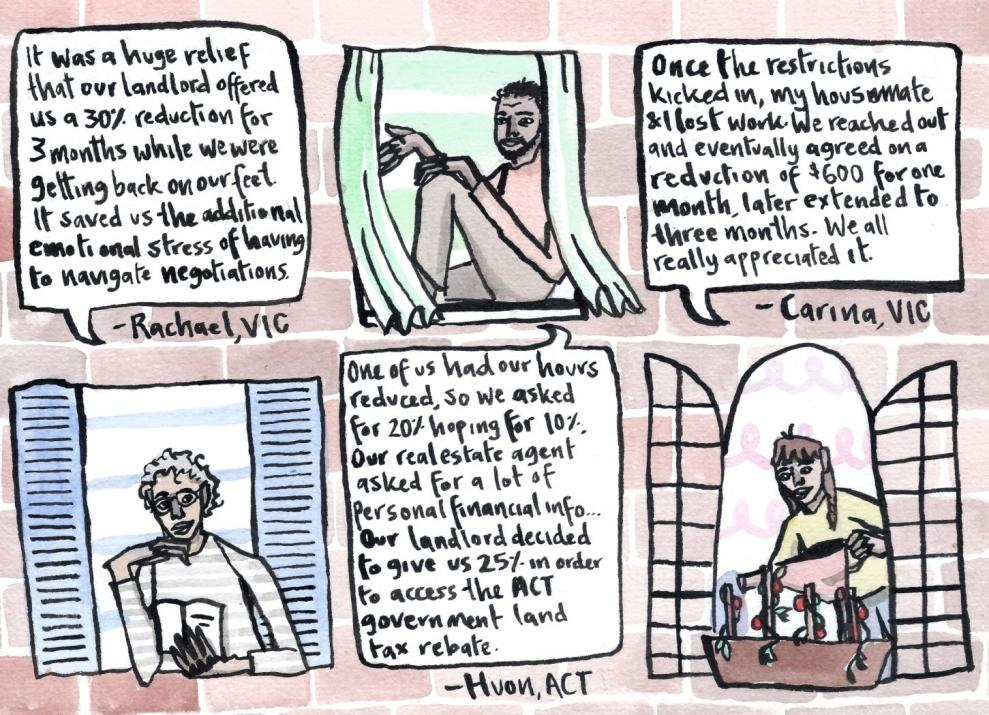 It was a huge relief
that our landlord offered
us a 30% reduction for
3 months while we were
getting back on our feet.
It saved us the additional
emotional stress of having
to navigate negotiations.
-Rachael, VIC
Once the restrictions
kicked in, my housemate
& I lost work. We reached out
and eventually agreed on a
reduction of $600 for one
month, later extended to
three months. We all
really appreciated it.
- Carina, VIC
One of us had our hours
reduced, so we asked
for 20% hoping for 10%.
Our real estate agent
asked for a lot of
personal financial info...
Our landlord decided
to give us 25% in order
to access the ACT
government land
tax rebate.
-Huon, ACT